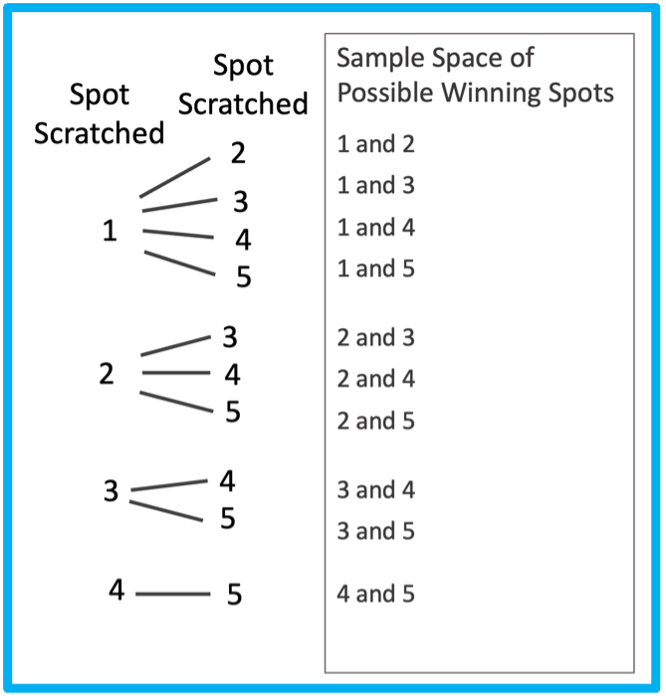 Spot
Scratched
Spot
Scratched
1
2
3
4
5
2
3
4
5
3
4
5
4
5
Sample Space of
Possible Winning Spots
1 and 2
1 and 3
1 and 4
1 and 5
2 and 3
2 and 4
2 and 5
3 and 4
3 and 5
4 and 5